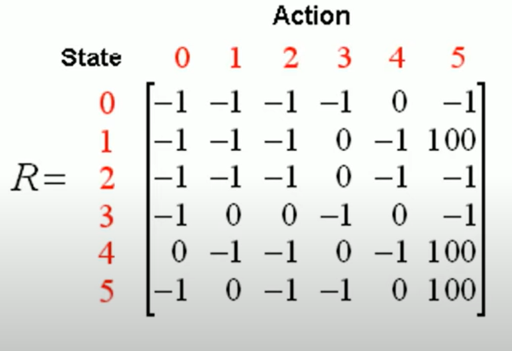 Action
State 0 1 2 3 4 5
0 −1 −1 −1 −1 0 −1
1 −1 −1 −1 0 −1 100
R= 2 −1 −1 −1 0 −1 −1
3 −1 0 0 −1 0 −1
4 0 −1 −1 0 −1 100
5 −1 0 −1 −1 0 100